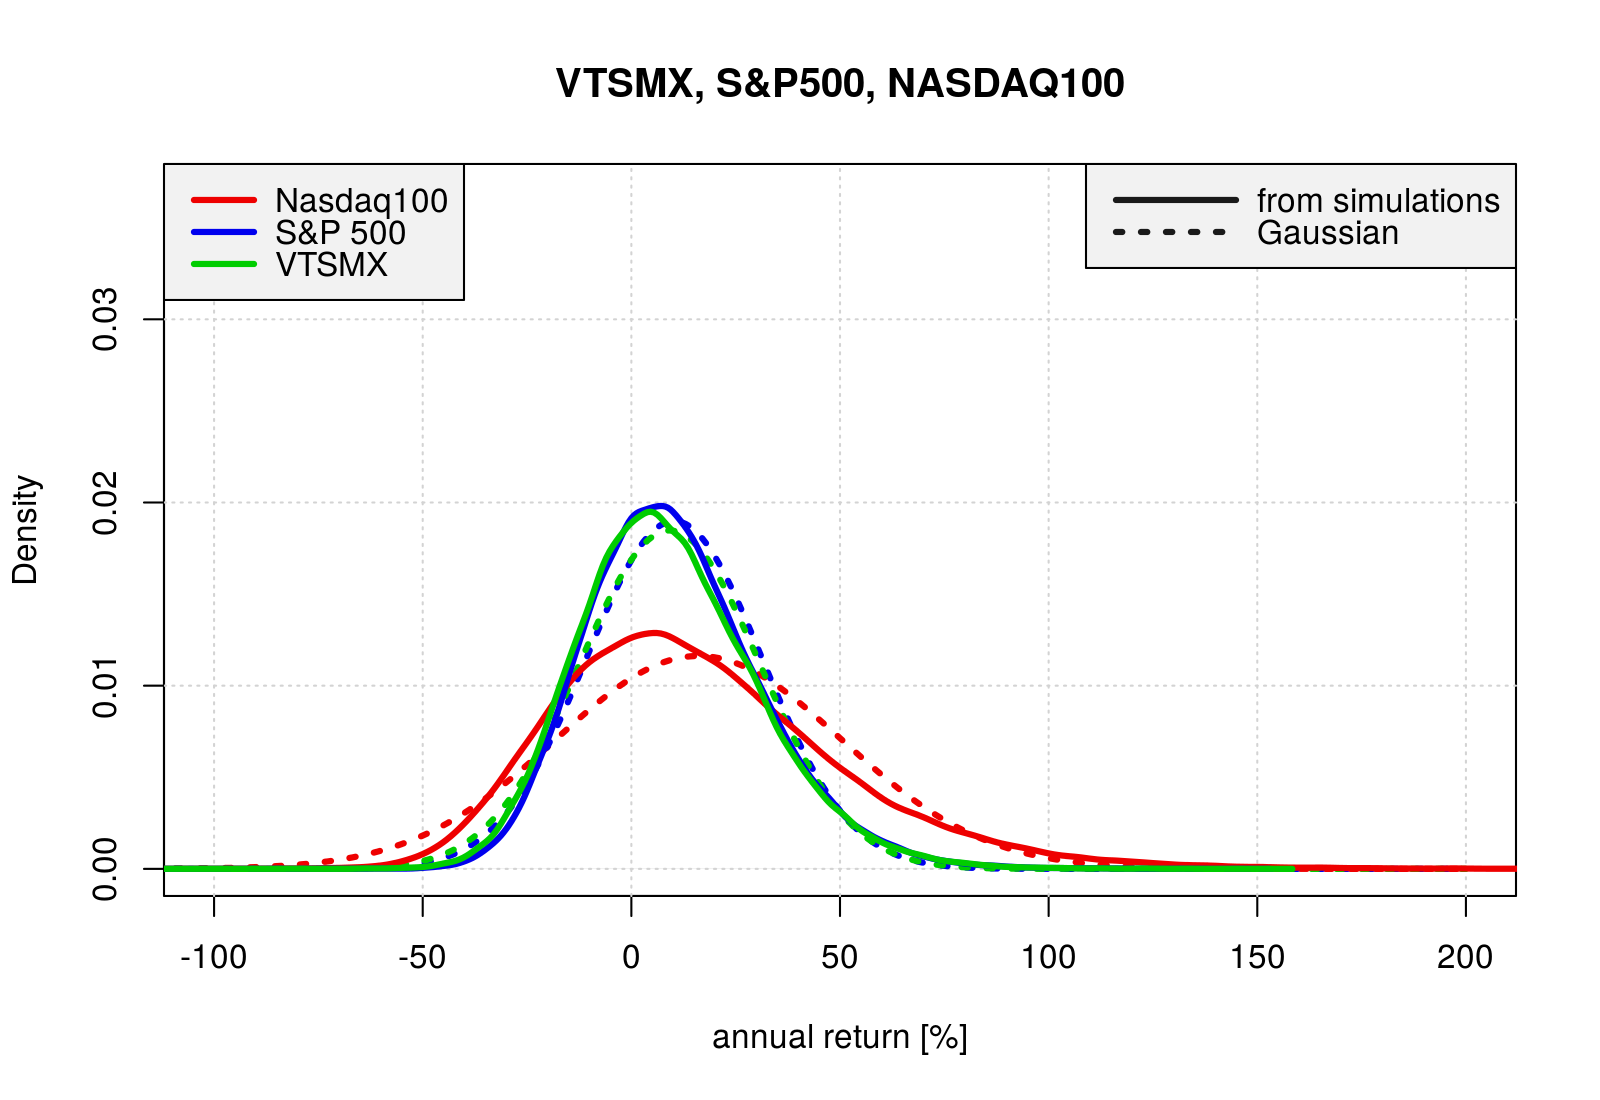 VTSMX, S&P500, NASDAQ100
Nasdaq100
S&P 500
VTSMX
from simulations
Gaussian
Density
0.03
0.02
0.01
0.00
-100
-50
0
50
100
150
200
annual return [%]